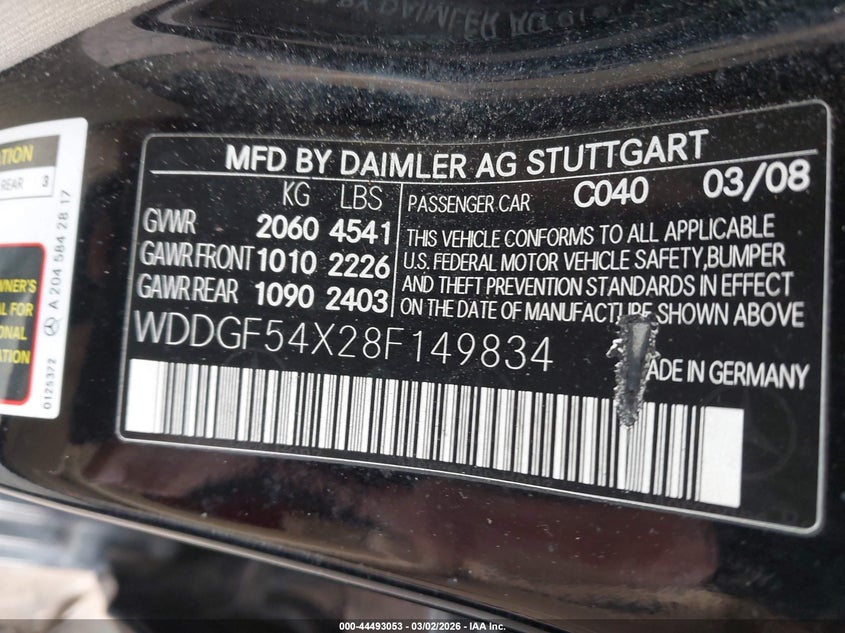 MFD BY DAIMLER AG STUTTGART
KG LBS
GVWR 2060 4541
GAWR FRONT 1010 2226
GAWR REAR 1090 2403
PASSENGER CAR C040 03/08
THIS VEHICLE CONFORMS TO ALL APPLICABLE
U.S. FEDERAL MOTOR VEHICLE SAFETY, BUMPER
AND THEFT PREVENTION STANDARDS IN EFFECT
ON THE DATE OF MANUFACTURE SHOWN ABOVE
WDDGF54X28F149834
ADE IN GERMANY
REAR 3
A 204 584 28 17
0125372
000-44493053 - 03/02/2026 - IAA, Inc.